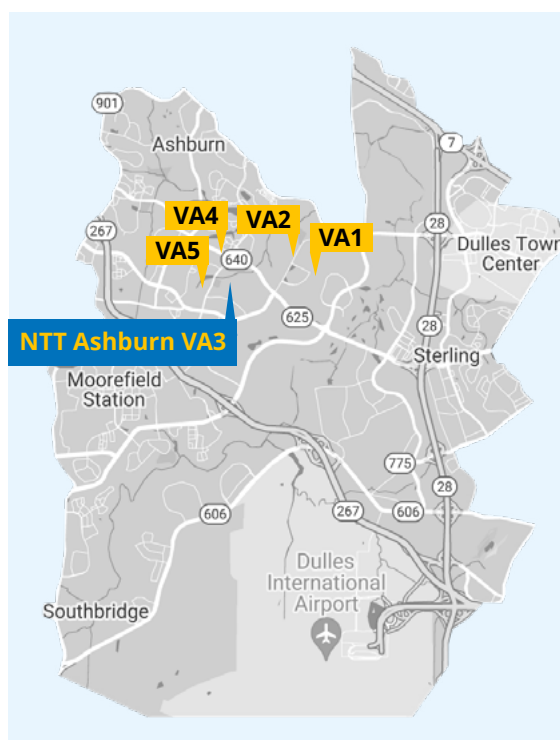 901
Ashburn
7
VA4
VA2
VA1
28
267
VA5
640
Dulles Town
Center
625
28
NTT Ashburn VA3
Sterling
Moorefield
Station
775
28
606
267
606
Dulles
International
Airport
Southbridge